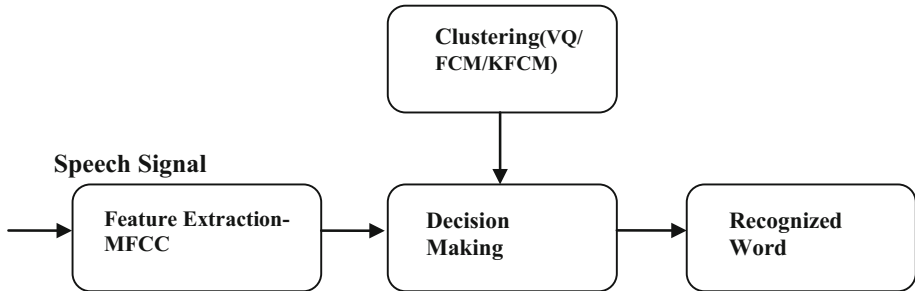 Clustering(VQ/
FCM/KFCM)
Speech Signal
Feature Extraction-
MFCC
Decision
Making
Recognized
Word